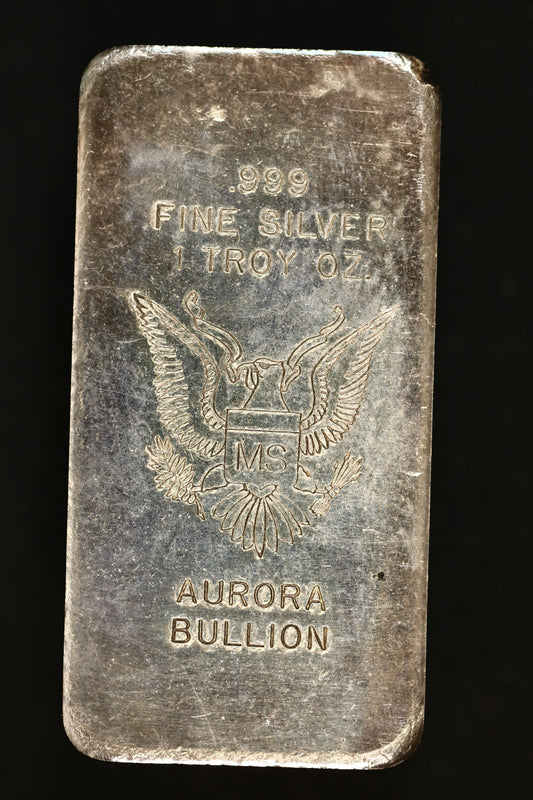 .999
FINE SILVER
1 TROY OZ.
MS
AURORA
BULLION